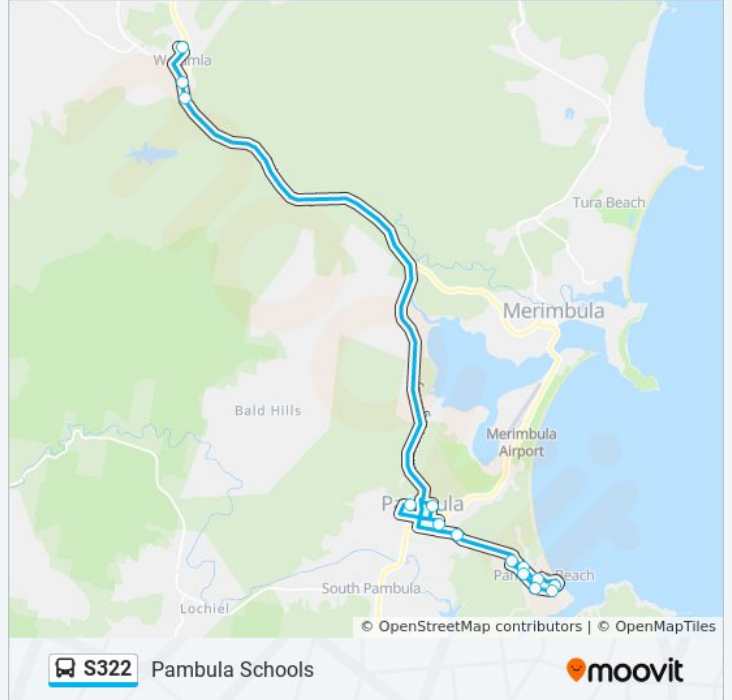 Tura Beach
Merimbula
Bald Hills
Merimbula
Airport
South Pambula
Lochiel
© OpenStreetMap contributors | © OpenMapTiles
S322 Pambula Schools
moovit